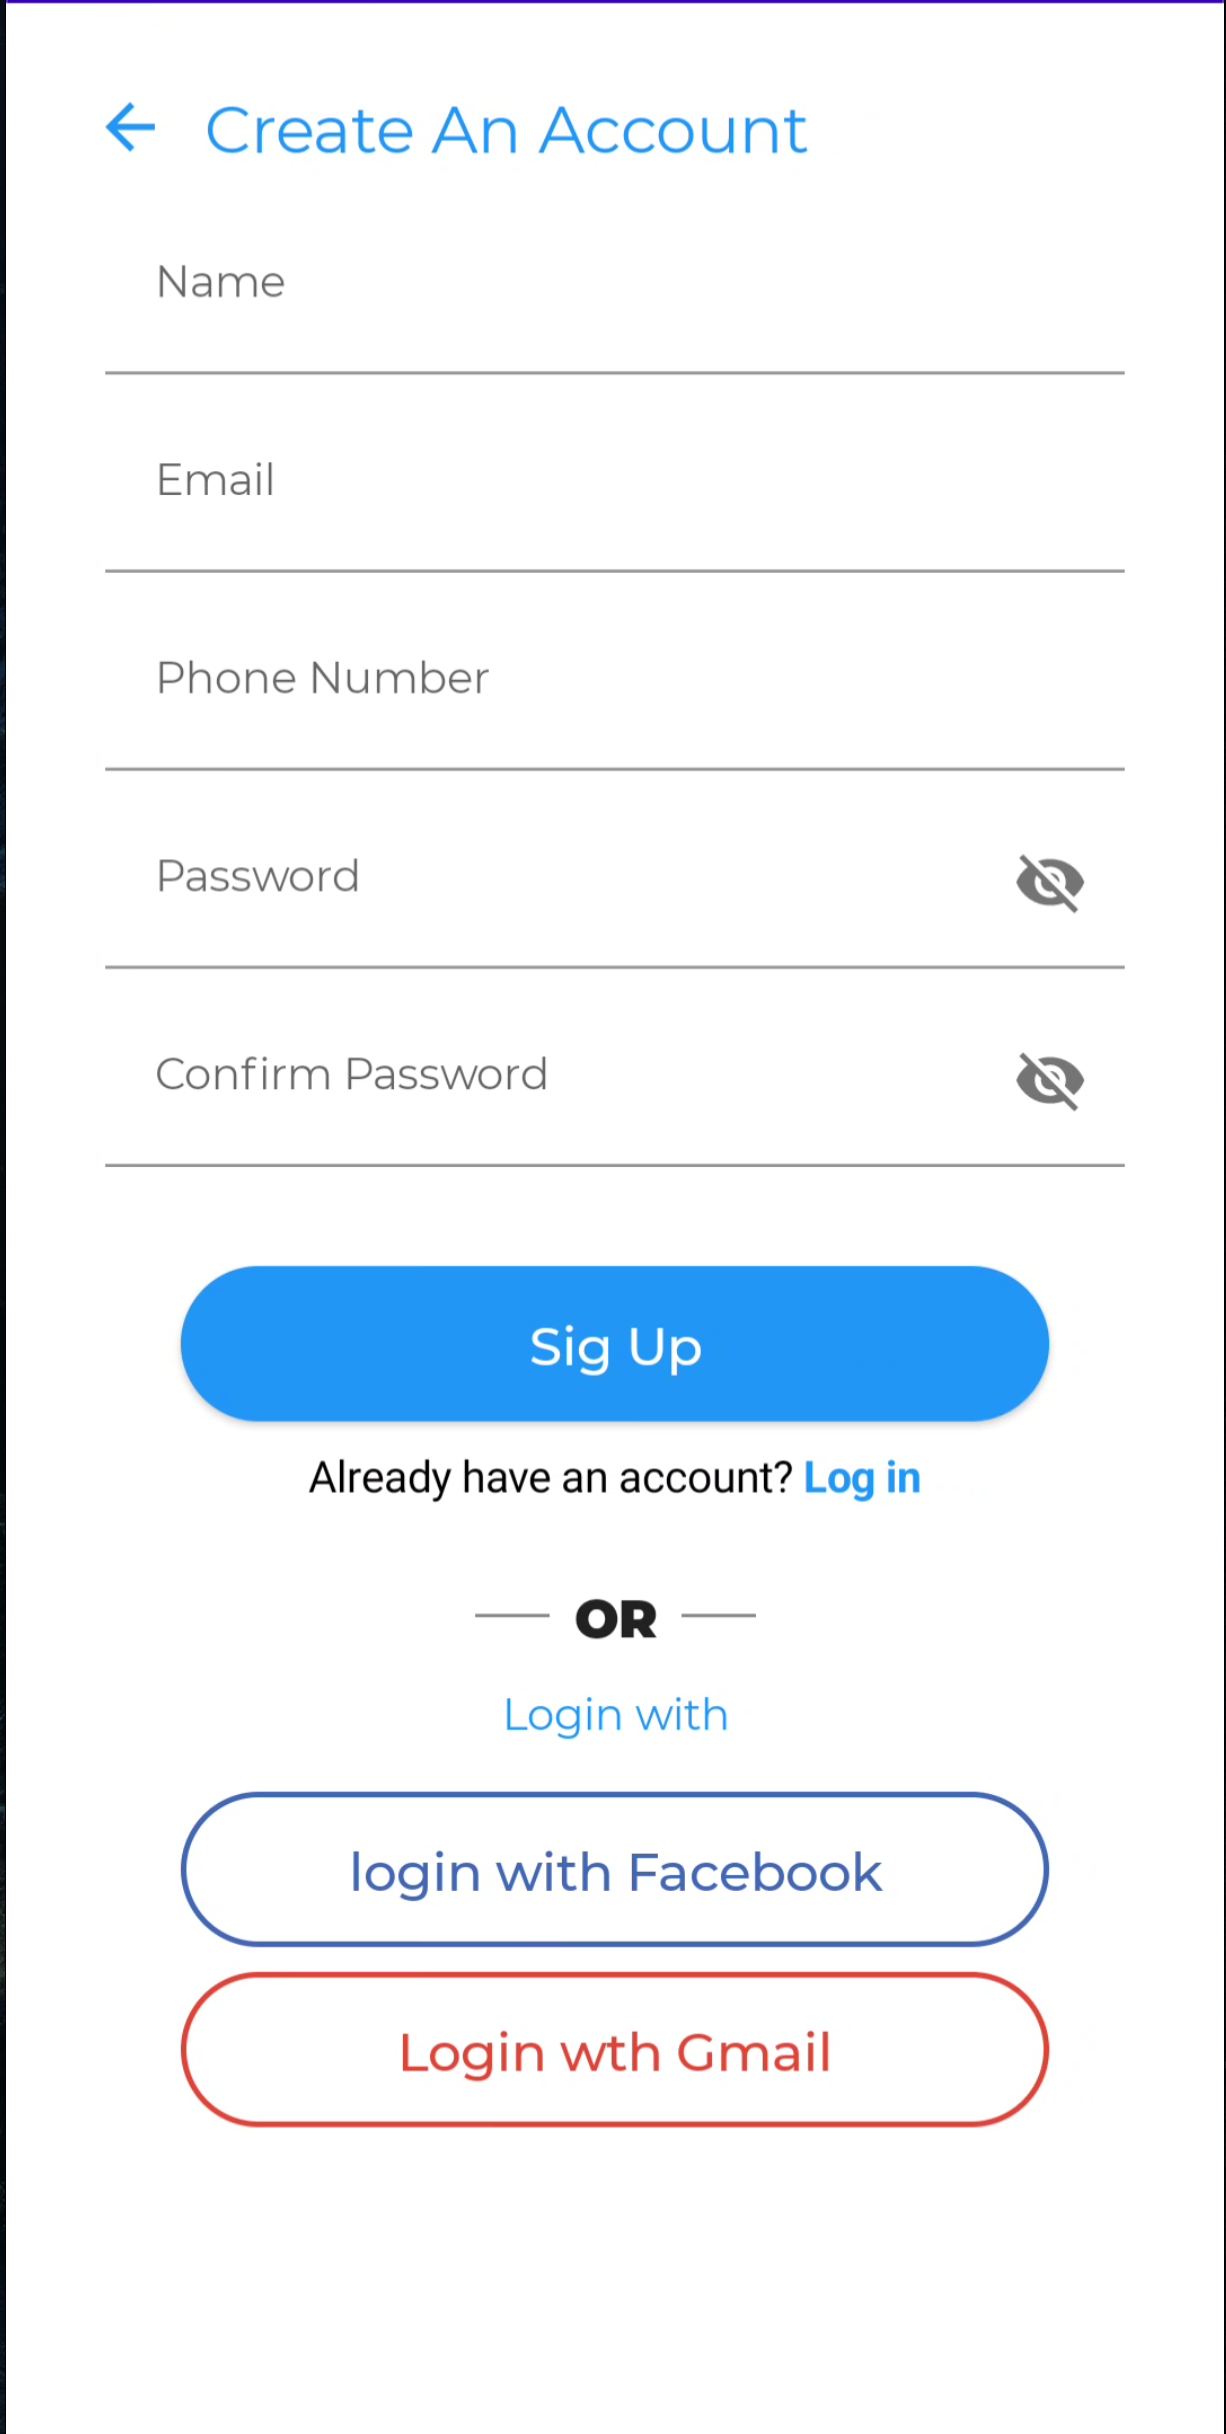 Create An Account
Name
Email
Phone Number
Password
Confirm Password
Sig Up
Already have an account? Log in
OR
Login with
login with Facebook
Login wth Gmail